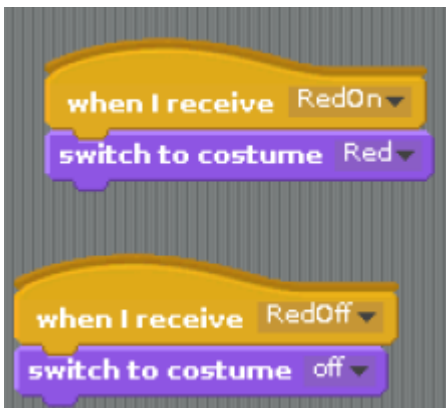 when I receive RedOn
switch to costume Red
when I receive RedOff
switch to costume off